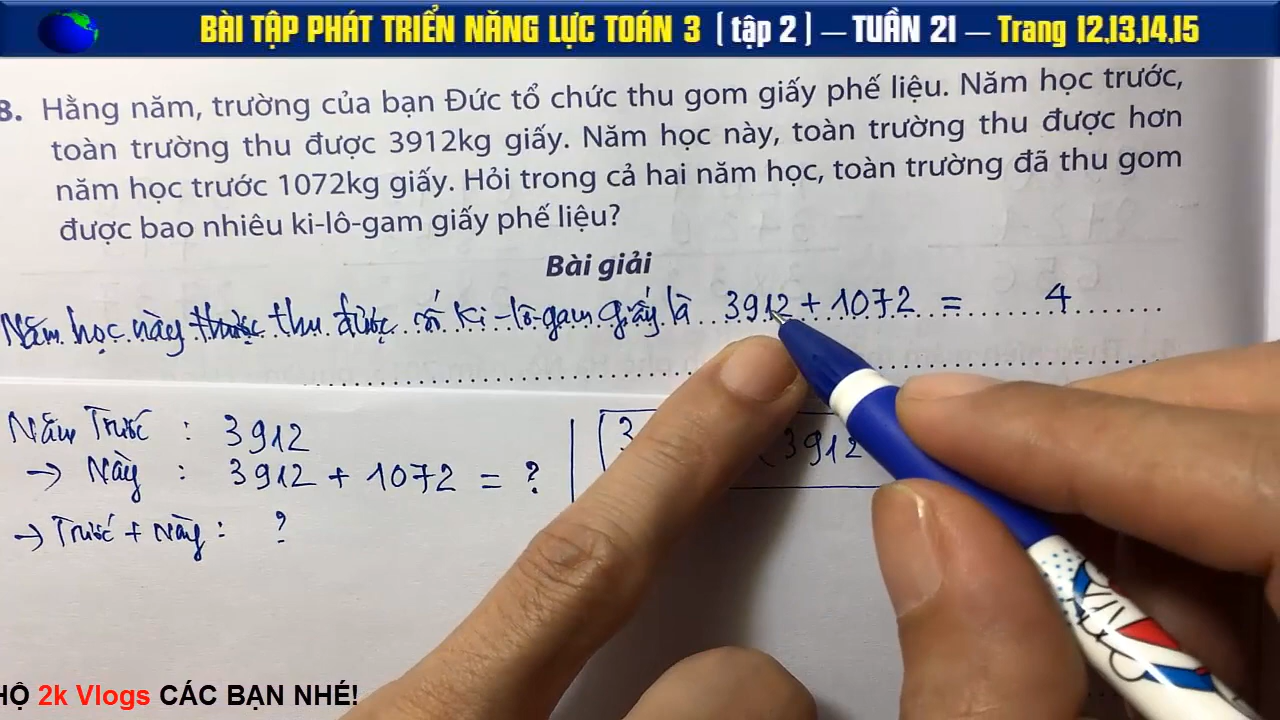 BÀI TẬP PHÁT TRIỂN NĂNG LỰC TOÁN 3 ( tập 2 ) – TUẦN 21 – Trang 12,13,14,15
8. Hằng năm, trường của bạn Đức tổ chức thu gom giấy phế liệu. Năm học trước,
toàn trường thu được 3912kg giấy. Năm học này, toàn trường thu được hơn
năm học trước 1072kg giấy. Hỏi trong cả hai năm học, toàn trường đã thu gom
được bao nhiêu ki-lô-gam giấy phế liệu?
Bài giải
Năm học này thu được số ki-lô-gam giấy là 3912 + 1072 = 4
Năm Trước : 3912
→ Này : 3912 + 1072 = ?
→ Trước + Này : ?
3
(3912
HỘ 2k Vlogs CÁC BẠN NHÉ!